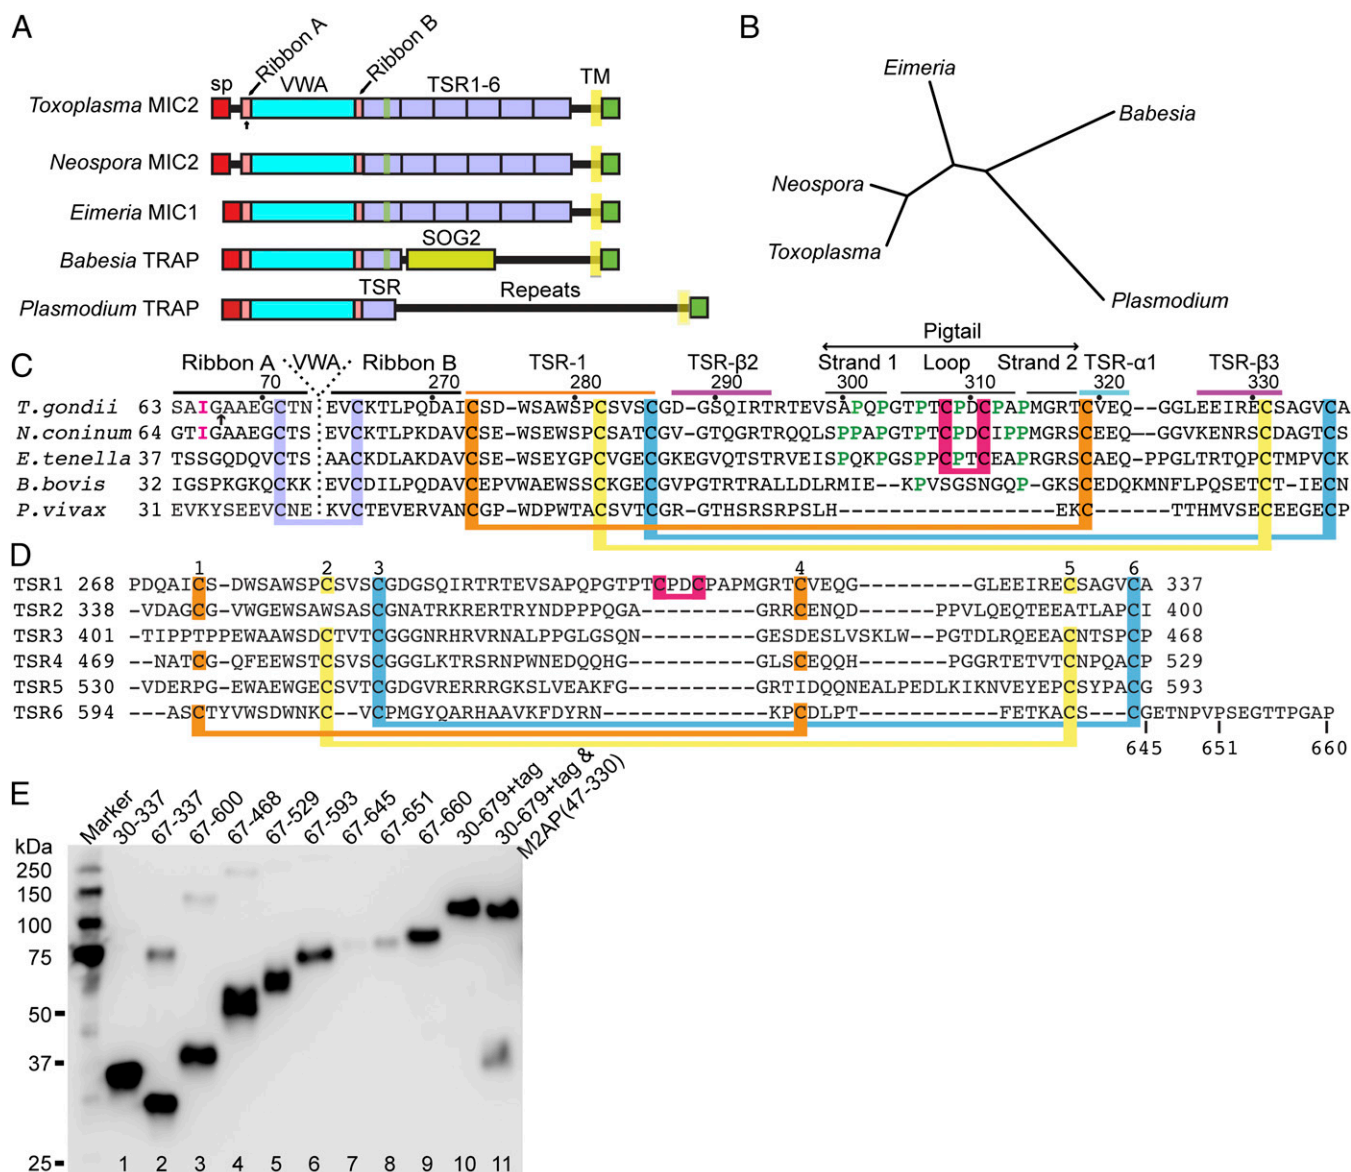 A
Ribbon A
Ribbon B
sp
VWA
TSR1-6
TM
Toxoplasma MIC2
Neospora MIC2
Eimeria MIC1
SOG2
Babesia TRAP
TSR
Repeats
Plasmodium TRAP
B
Eimeria
Babesia
Neospora
Toxoplasma
Plasmodium
C
Pigtail
Ribbon A VWA Ribbon B TSR-1 TSR-β2 Strand 1 Loop Strand 2 TSR-α1 TSR-β3
70 270 280 290 300 310 320 330
T.gondii 63 SAIGAAEGCTN EVCKTLPQDAICSD-WSAWSPCSVSCGDGSQIRTRTEVSAPQPGTPTCPDCPAPMGRTCVEQG--GLEEIRECSAGVCA
N.coninum 64 GTIGAAEGCTS EVCKTLPKDAVCSE-WSEWSPCSATCGVGTQGRTRQQLSPPAPGTPTCPDCIPPMGRSCEEQG--GVKENRSCDAGTCS
E.tenella 37 TSSGQDQVCTS AACKDLAKDAVCSE-WSEYGPCVGECGKEGVQTSTRVEISPQKPGSPPCPTCEAPRGRSCAEQ-PPGLTRTQPCTMPVCK
B.bovis 32 IGSPKGKQCKK EVCDILPQDAVCEPVWAEWSSCKGECGVPGTRTRALLDLRMIE--KPVSGSNGQP-GKSCEDQKMNFLPQSETCT-IECN
P.vivax 31 EVKYSEEVCNE KVCTEVERVANCGP-WDPWTACSVTCGR-GTHSRSRPSLH-----------------EKC------TTHMVSECEEGECP
D
1 2 3 4 5 6
TSR1 268 PDQAICS-DWSAWSPCSVSCGDGSQIRTRTEVSAPQPGTPTCPDCPAPMGRTCVEQG---------GLEEIRECSAGVCA 337
TSR2 338 -VDAGCG-VWGEWSAWSASCGNATRKRERTRYNDPPPQGA-----------GRRCENQD--------PPVLQEQTEEATLAPCI 400
TSR3 401 -TIPPTPPPEWAAWSDCTVTCGGGNRHRVRNALPPGLGSQN----------GESDESLVSKLW--PGTDLRQEEACNTSPCP 468
TSR4 469 --NATCG-QFEEWSTCSVSCGGGLKTRSRNPWNEDQQHG------------GLSCEQQH---------PGGRTETVTCNPQACP 529
TSR5 530 -VDERPG-EWAEWGECSVTCGDGVRERRRGKSLVEAKFG------------GRTIDQQNEALPEDLKIKNVEYEPCSYPACG 593
TSR6 594 ---ASCTYVWSDWNKC--VCPMGYQARHAAVKFDYRN-------------KPCDLPT-----------FETKACS--CGETNPVPSEGTTPGAP
645 651 660
E
Marker 30-337 67-337 67-600 67-468 67-529 67-593 67-645 67-651 67-660 30-679+tag 30-679+tag & M2AP(47-330)
kDa
250
150
100
75
50
37
25
1 2 3 4 5 6 7 8 9 10 11